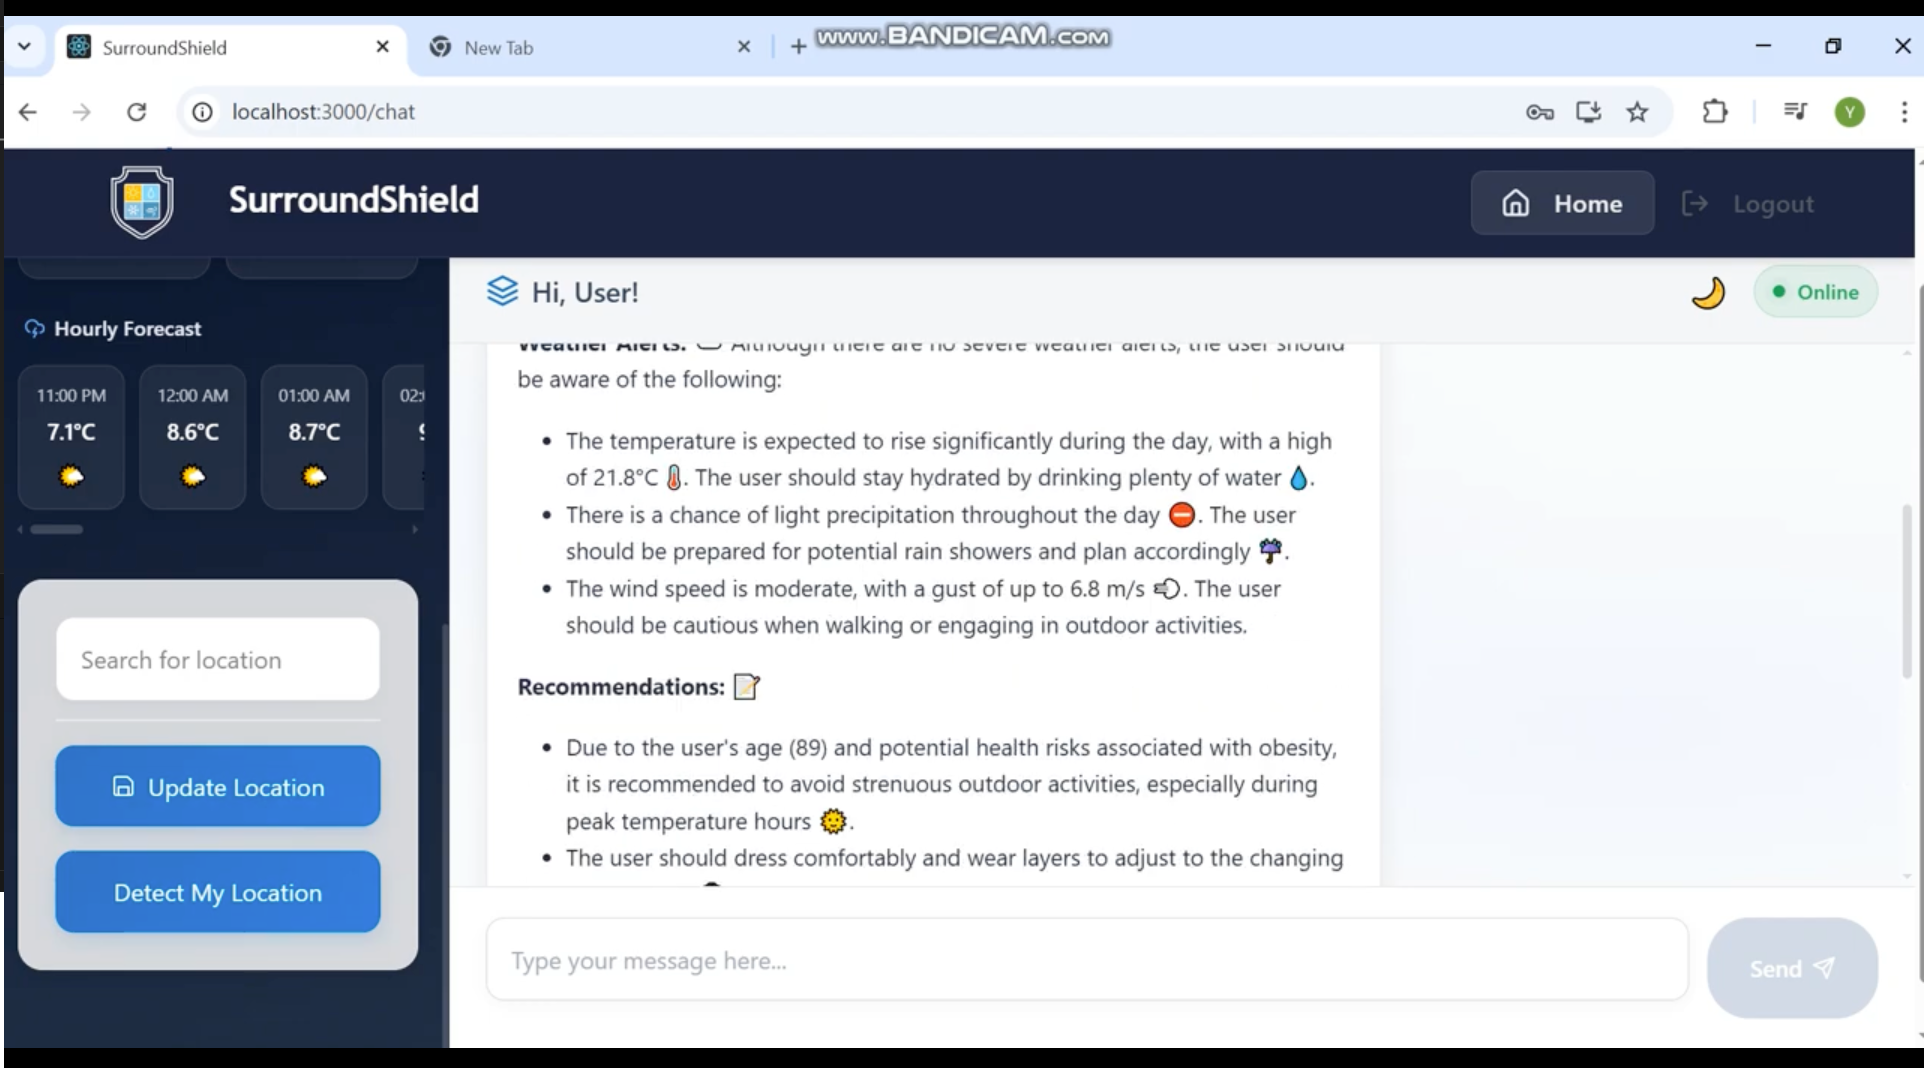 SurroundShield
New Tab
www.BANDICAM.com
localhost:3000/chat
Y
SurroundShield
Home
Logout
Hourly Forecast
11:00 PM
7.1°C
12:00 AM
8.6°C
01:00 AM
8.7°C
02:
Search for location
Update Location
Detect My Location
Hi, User!
Online
Weather Alerts: Although there are no severe weather alerts, the user should
be aware of the following:
The temperature is expected to rise significantly during the day, with a high
of 21.8°C 🌡️. The user should stay hydrated by drinking plenty of water 💧.
There is a chance of light precipitation throughout the day ⛔. The user
should be prepared for potential rain showers and plan accordingly ☔.
The wind speed is moderate, with a gust of up to 6.8 m/s 💨. The user
should be cautious when walking or engaging in outdoor activities.
Recommendations: 📝
Due to the user's age (89) and potential health risks associated with obesity,
it is recommended to avoid strenuous outdoor activities, especially during
peak temperature hours 🌞.
The user should dress comfortably and wear layers to adjust to the changing
Type your message here...
Send